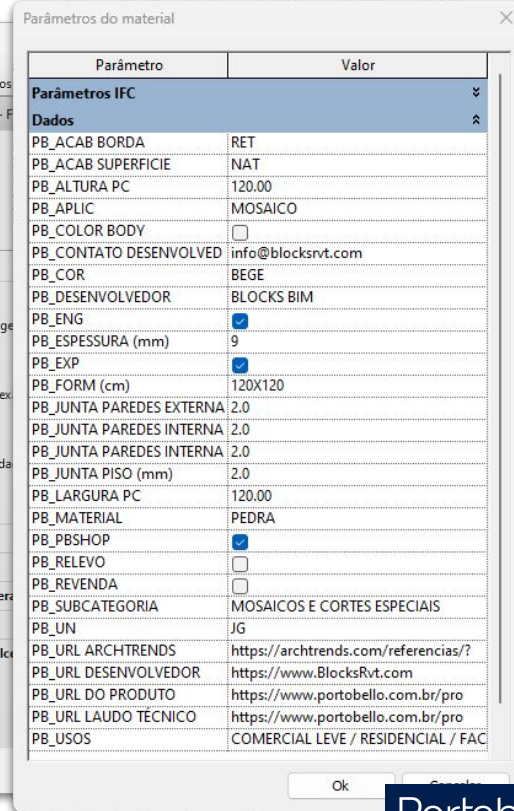 Parâmetros do material
Parâmetro Valor
Parâmetros IFC
Dados
PB_ACAB BORDA RET
PB_ACAB SUPERFICIE NAT
PB_ALTURA PC 120.00
PB_APLIC MOSAICO
PB_COLOR BODY
PB_CONTATO DESENVOLVED info@blocksrvt.com
PB_COR BEGE
PB_DESENVOLVEDOR BLOCKS BIM
PB_ENG
PB_ESPESSURA (mm) 9
PB_EXP
PB_FORM (cm) 120X120
PB_JUNTA PAREDES EXTERNA 2.0
PB_JUNTA PAREDES INTERNA 2.0
PB_JUNTA PAREDES INTERNA 2.0
PB_JUNTA PISO (mm) 2.0
PB_LARGURA PC 120.00
PB_MATERIAL PEDRA
PB_PBSHOP
PB_RELEVO
PB_REVENDA
PB_SUBCATEGORIA MOSAICOS E CORTES ESPECIAIS
PB_UN JG
PB_URL ARCHTRENDS https://archtrends.com/referencias/?
PB_URL DESENVOLVEDOR https://www.BlocksRvt.com
PB_URL DO PRODUTO https://www.portobello.com.br/pro
PB_URL LAUDO TÉCNICO https://www.portobello.com.br/pro
PB_USOS COMERCIAL LEVE / RESIDENCIAL / FAC
Ok